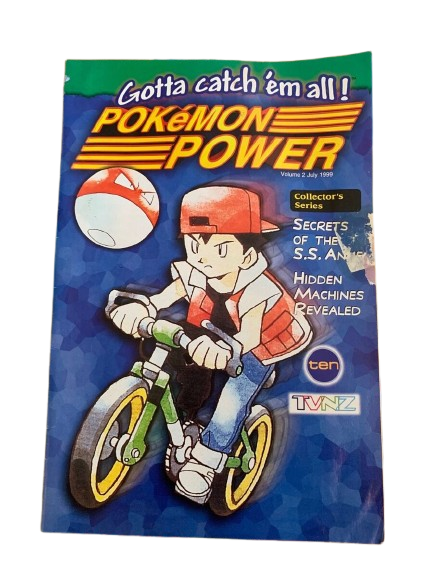 Gotta catch 'em all!
POKéMON
POWER
Volume 2 July 1999
Collector's
Series
SECRETS
OF THE
S.S.
HIDDEN
MACHINES
REVEALED
ten
TVNZ